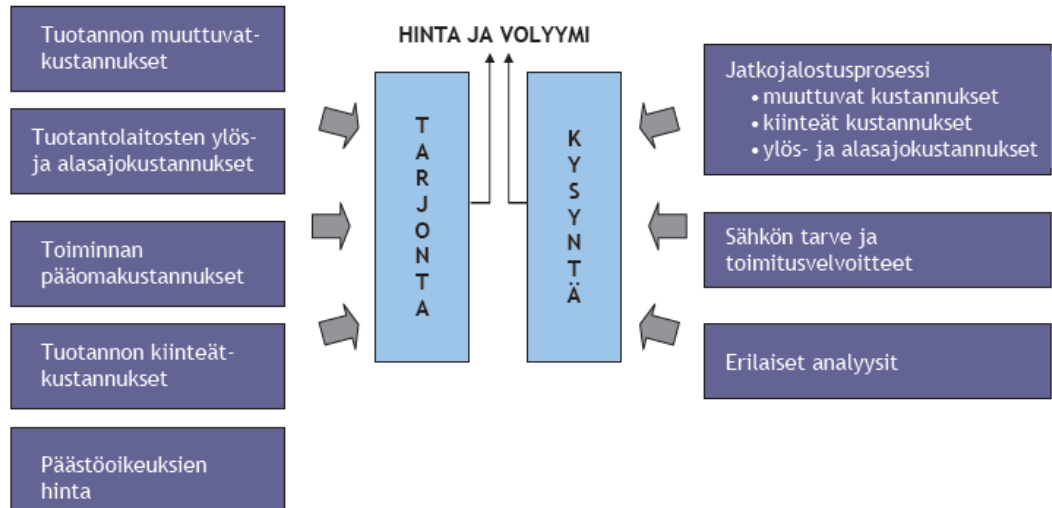 Tuotannon muuttuvat-
kustannukset
Tuotantolaitosten ylös-
ja alasajokustannukset
Toiminnan
pääomakustannukset
Tuotannon kiinteät-
kustannukset
Päästöoikeuksien
hinta
HINTA JA VOLYYMI
TARJONTA
KYSYNTÄ
Jatkojalostusprosessi
• muuttuvat kustannukset
• kiinteät kustannukset
• ylös- ja alasajokustannukset
Sähkön tarve ja
toimitusvelvoitteet
Erilaiset analyysit